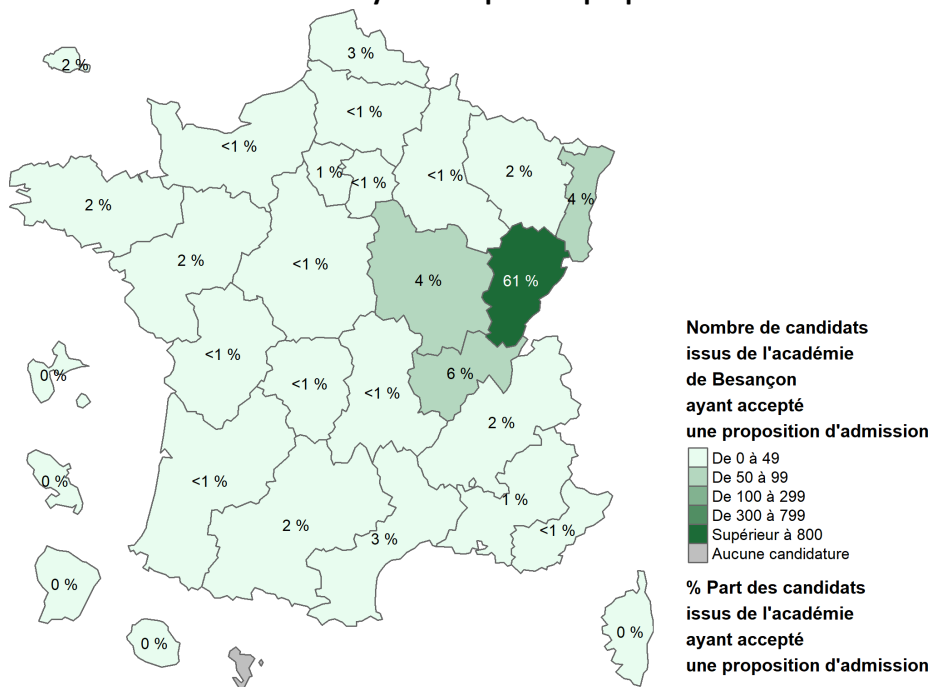 3 %
2 %
<1 %
<1 %
1 %
<1 %
<1 %
2 %
4 %
2 %
2 %
<1 %
4 %
61 %
<1 %
0 %
<1 %
<1 %
6 %
2 %
<1 %
0 %
2 %
3 %
1 %
<1 %
0 %
0 %
0 %
Nombre de candidats
issus de l'académie
de Besançon
ayant accepté
une proposition d'admission
De 0 à 49
De 50 à 99
De 100 à 299
De 300 à 799
Supérieur à 800
Aucune candidature
% Part des candidats
issus de l'académie
ayant accepté
une proposition d'admission